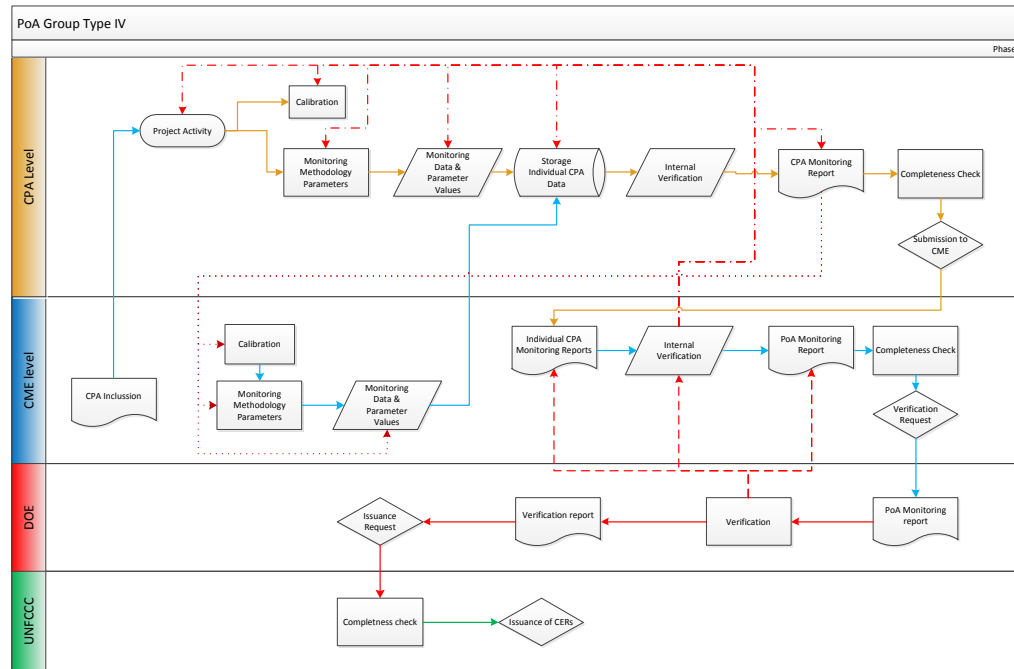 PoA Group Type IV
Phase
CPA Level
Calibration
Project Activity
Monitoring
Methodology
Parameters
Monitoring
Data &
Parameter
Values
Storage
Individual CPA
Data
Internal
Verification
CPA Monitoring
Report
Completeness Check
Submission to
CME
CME level
CPA Inclussion
Calibration
Monitoring
Methodology
Parameters
Monitoring
Data &
Parameter
Values
Individual CPA
Monitoring Reports
Internal
Verification
PoA Monitoring
Report
Completeness Check
Verification
Request
DOE
Issuance
Request
Verification report
Verification
PoA Monitoring
report
UNFCCC
Completness check
Issuance of CERs